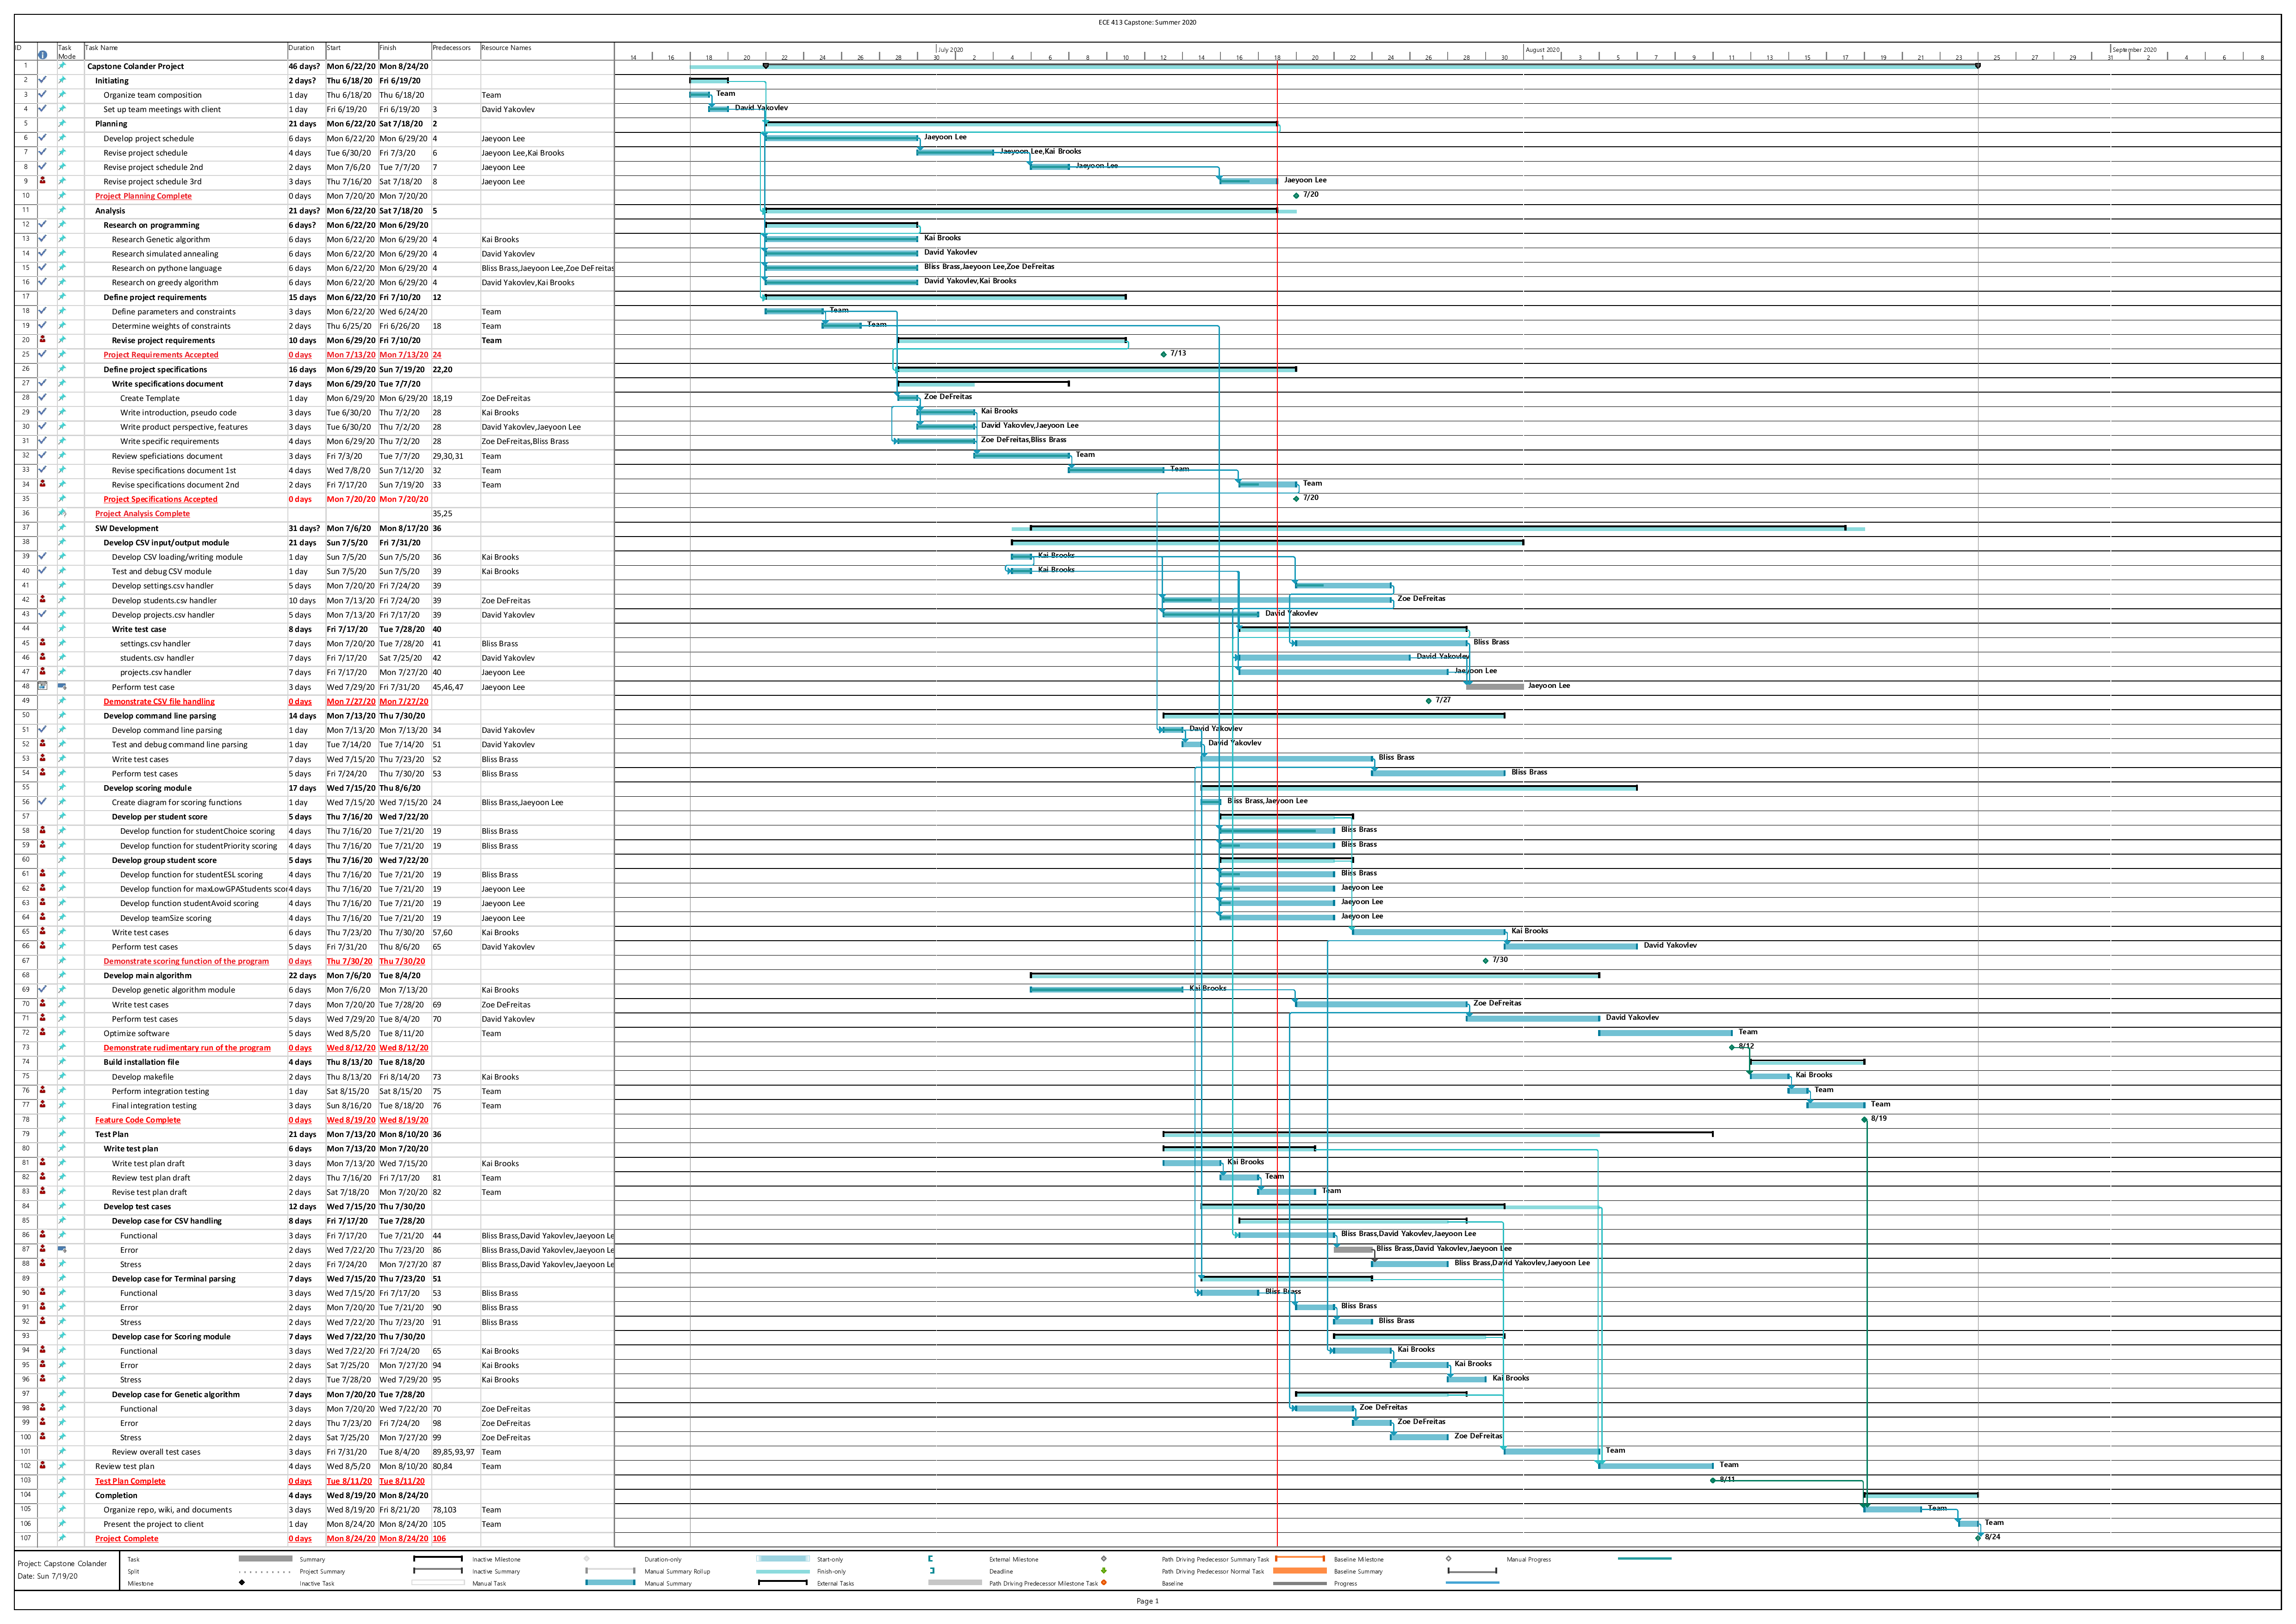 ECE 413 Capstone: Summer 2020
ID Task Mode Task Name Duration Start Finish Predecessors Resource Names
July 2020 August 2020 September 2020
14 16 18 20 22 24 26 28 30 2 4 6 8 10 12 14 16 18 20 22 24 26 28 30 1 3 5 7 9 11 13 15 17 19 21 23 25 27 29 31 2 4 6 8
1 Capstone Colander Project 46 days? Mon 6/22/20 Mon 8/24/20
2 Initiating 2 days? Thu 6/18/20 Fri 6/19/20
3 Organize team composition 1 day Thu 6/18/20 Thu 6/18/20 Team Team
4 Set up team meetings with client 1 day Fri 6/19/20 Fri 6/19/20 3 David Yakovlev David Yakovlev
5 Planning 21 days Mon 6/22/20 Sat 7/18/20 2
6 Develop project schedule 6 days Mon 6/22/20 Mon 6/29/20 4 Jaeyoon Lee Jaeyoon Lee
7 Revise project schedule 4 days Tue 6/30/20 Fri 7/3/20 6 Jaeyoon Lee,Kai Brooks Jaeyoon Lee,Kai Brooks
8 Revise project schedule 2nd 2 days Mon 7/6/20 Tue 7/7/20 7 Jaeyoon Lee Jaeyoon Lee
9 Revise project schedule 3rd 3 days Thu 7/16/20 Sat 7/18/20 8 Jaeyoon Lee Jaeyoon Lee
10 Project Planning Complete 0 days Mon 7/20/20 Mon 7/20/20 7/20
11 Analysis 21 days? Mon 6/22/20 Sat 7/18/20 5
12 Research on programming 6 days? Mon 6/22/20 Mon 6/29/20
13 Research Genetic algorithm 6 days Mon 6/22/20 Mon 6/29/20 4 Kai Brooks Kai Brooks
14 Research simulated annealing 6 days Mon 6/22/20 Mon 6/29/20 4 David Yakovlev David Yakovlev
15 Research on pythone language 6 days Mon 6/22/20 Mon 6/29/20 4 Bliss Brass,Jaeyoon Lee,Zoe DeFreitas Bliss Brass,Jaeyoon Lee,Zoe DeFreitas
16 Research on greedy algorithm 6 days Mon 6/22/20 Mon 6/29/20 4 David Yakovlev,Kai Brooks David Yakovlev,Kai Brooks
17 Define project requirements 15 days Mon 6/22/20 Fri 7/10/20 12
18 Define parameters and constraints 3 days Mon 6/22/20 Wed 6/24/20 Team Team
19 Determine weights of constraints 2 days Thu 6/25/20 Fri 6/26/20 18 Team Team
20 Revise project requirements 10 days Mon 6/29/20 Fri 7/10/20 Team
25 Project Requirements Accepted 0 days Mon 7/13/20 Mon 7/13/20 24 7/13
26 Define project specifications 16 days Mon 6/29/20 Sun 7/19/20 22,20
27 Write specifications document 7 days Mon 6/29/20 Tue 7/7/20
28 Create Template 1 day Mon 6/29/20 Mon 6/29/20 18,19 Zoe DeFreitas Zoe DeFreitas
29 Write introduction, pseudo code 3 days Tue 6/30/20 Thu 7/2/20 28 Kai Brooks Kai Brooks
30 Write product perspective, features 3 days Tue 6/30/20 Thu 7/2/20 28 David Yakovlev,Jaeyoon Lee David Yakovlev,Jaeyoon Lee
31 Write specific requirements 4 days Mon 6/29/20 Thu 7/2/20 28 Zoe DeFreitas,Bliss Brass Zoe DeFreitas,Bliss Brass
32 Review speficiations document 3 days Fri 7/3/20 Tue 7/7/20 29,30,31 Team Team
33 Revise specifications document 1st 4 days Wed 7/8/20 Sun 7/12/20 32 Team Team
34 Revise specifications document 2nd 2 days Fri 7/17/20 Sun 7/19/20 33 Team Team
35 Project Specifications Accepted 0 days Mon 7/20/20 Mon 7/20/20 7/20
36 Project Analysis Complete 35,25
37 SW Development 31 days? Mon 7/6/20 Mon 8/17/20 36
38 Develop CSV input/output module 21 days Sun 7/5/20 Fri 7/31/20
39 Develop CSV loading/writing module 1 day Sun 7/5/20 Sun 7/5/20 36 Kai Brooks Kai Brooks
40 Test and debug CSV module 1 day Sun 7/5/20 Sun 7/5/20 39 Kai Brooks Kai Brooks
41 Develop settings.csv handler 5 days Mon 7/20/20 Fri 7/24/20 39
42 Develop students.csv handler 10 days Mon 7/13/20 Fri 7/24/20 39 Zoe DeFreitas Zoe DeFreitas
43 Develop projects.csv handler 5 days Mon 7/13/20 Fri 7/17/20 39 David Yakovlev David Yakovlev
44 Write test case 8 days Fri 7/17/20 Tue 7/28/20 40
45 settings.csv handler 7 days Mon 7/20/20 Tue 7/28/20 41 Bliss Brass Bliss Brass
46 students.csv handler 7 days Fri 7/17/20 Sat 7/25/20 42 David Yakovlev David Yakovlev
47 projects.csv handler 7 days Fri 7/17/20 Mon 7/27/20 40 Jaeyoon Lee Jaeyoon Lee
48 Perform test case 3 days Wed 7/29/20 Fri 7/31/20 45,46,47 Jaeyoon Lee Jaeyoon Lee
49 Demonstrate CSV file handling 0 days Mon 7/27/20 Mon 7/27/20 7/27
50 Develop command line parsing 14 days Mon 7/13/20 Thu 7/30/20
51 Develop command line parsing 1 day Mon 7/13/20 Mon 7/13/20 34 David Yakovlev David Yakovlev
52 Test and debug command line parsing 1 day Tue 7/14/20 Tue 7/14/20 51 David Yakovlev David Yakovlev
53 Write test cases 7 days Wed 7/15/20 Thu 7/23/20 52 Bliss Brass Bliss Brass
54 Perform test cases 5 days Fri 7/24/20 Thu 7/30/20 53 Bliss Brass Bliss Brass
55 Develop scoring module 17 days Wed 7/15/20 Thu 8/6/20
56 Create diagram for scoring functions 1 day Wed 7/15/20 Wed 7/15/20 24 Bliss Brass,Jaeyoon Lee Bliss Brass,Jaeyoon Lee
57 Develop per student score 5 days Thu 7/16/20 Wed 7/22/20
58 Develop function for studentChoice scoring 4 days Thu 7/16/20 Tue 7/21/20 19 Bliss Brass Bliss Brass
59 Develop function for studentPriority scoring 4 days Thu 7/16/20 Tue 7/21/20 19 Bliss Brass Bliss Brass
60 Develop group student score 5 days Thu 7/16/20 Wed 7/22/20
61 Develop function for studentESL scoring 4 days Thu 7/16/20 Tue 7/21/20 19 Bliss Brass Bliss Brass
62 Develop function for maxLowGPAStudents scor 4 days Thu 7/16/20 Tue 7/21/20 19 Jaeyoon Lee Jaeyoon Lee
63 Develop function studentAvoid scoring 4 days Thu 7/16/20 Tue 7/21/20 19 Jaeyoon Lee Jaeyoon Lee
64 Develop teamSize scoring 4 days Thu 7/16/20 Tue 7/21/20 19 Jaeyoon Lee Jaeyoon Lee
65 Write test cases 6 days Thu 7/23/20 Thu 7/30/20 57,60 Kai Brooks Kai Brooks
66 Perform test cases 5 days Fri 7/31/20 Thu 8/6/20 65 David Yakovlev David Yakovlev
67 Demonstrate scoring function of the program 0 days Thu 7/30/20 Thu 7/30/20 7/30
68 Develop main algorithm 22 days Mon 7/6/20 Tue 8/4/20
69 Develop genetic algorithm module 6 days Mon 7/6/20 Mon 7/13/20 Kai Brooks Kai Brooks
70 Write test cases 7 days Mon 7/20/20 Tue 7/28/20 69 Zoe DeFreitas Zoe DeFreitas
71 Perform test cases 5 days Wed 7/29/20 Tue 8/4/20 70 David Yakovlev David Yakovlev
72 Optimize software 5 days Wed 8/5/20 Tue 8/11/20 Team Team
73 Demonstrate rudimentary run of the program 0 days Wed 8/12/20 Wed 8/12/20 8/12
74 Build installation file 4 days Thu 8/13/20 Tue 8/18/20
75 Develop makefile 2 days Thu 8/13/20 Fri 8/14/20 73 Kai Brooks Kai Brooks
76 Perform integration testing 1 day Sat 8/15/20 Sat 8/15/20 75 Team Team
77 Final integration testing 3 days Sun 8/16/20 Tue 8/18/20 76 Team Team
78 Feature Code Complete 0 days Wed 8/19/20 Wed 8/19/20 8/19
79 Test Plan 21 days Mon 7/13/20 Mon 8/10/20 36
80 Write test plan 6 days Mon 7/13/20 Mon 7/20/20
81 Write test plan draft 3 days Mon 7/13/20 Wed 7/15/20 Kai Brooks Kai Brooks
82 Review test plan draft 2 days Thu 7/16/20 Fri 7/17/20 81 Team Team
83 Revise test plan draft 2 days Sat 7/18/20 Mon 7/20/20 82 Team Team
84 Develop test cases 12 days Wed 7/15/20 Thu 7/30/20
85 Develop case for CSV handling 8 days Fri 7/17/20 Tue 7/28/20
86 Functional 3 days Fri 7/17/20 Tue 7/21/20 44 Bliss Brass,David Yakovlev,Jaeyoon Le Bliss Brass,David Yakovlev,Jaeyoon Lee
87 Error 2 days Wed 7/22/20 Thu 7/23/20 86 Bliss Brass,David Yakovlev,Jaeyoon Le Bliss Brass,David Yakovlev,Jaeyoon Lee
88 Stress 2 days Fri 7/24/20 Mon 7/27/20 87 Bliss Brass,David Yakovlev,Jaeyoon Le Bliss Brass,David Yakovlev,Jaeyoon Lee
89 Develop case for Terminal parsing 7 days Wed 7/15/20 Thu 7/23/20 51
90 Functional 3 days Wed 7/15/20 Fri 7/17/20 53 Bliss Brass Bliss Brass
91 Error 2 days Mon 7/20/20 Tue 7/21/20 90 Bliss Brass Bliss Brass
92 Stress 2 days Wed 7/22/20 Thu 7/23/20 91 Bliss Brass Bliss Brass
93 Develop case for Scoring module 7 days Wed 7/22/20 Thu 7/30/20
94 Functional 3 days Wed 7/22/20 Fri 7/24/20 65 Kai Brooks Kai Brooks
95 Error 2 days Sat 7/25/20 Mon 7/27/20 94 Kai Brooks Kai Brooks
96 Stress 2 days Tue 7/28/20 Wed 7/29/20 95 Kai Brooks Kai Brooks
97 Develop case for Genetic algorithm 7 days Mon 7/20/20 Tue 7/28/20
98 Functional 3 days Mon 7/20/20 Wed 7/22/20 70 Zoe DeFreitas Zoe DeFreitas
99 Error 2 days Thu 7/23/20 Fri 7/24/20 98 Zoe DeFreitas Zoe DeFreitas
100 Stress 2 days Sat 7/25/20 Mon 7/27/20 99 Zoe DeFreitas Zoe DeFreitas
101 Review overall test cases 3 days Fri 7/31/20 Tue 8/4/20 89,85,93,97 Team Team
102 Review test plan 4 days Wed 8/5/20 Mon 8/10/20 80,84 Team Team
103 Test Plan Complete 0 days Tue 8/11/20 Tue 8/11/20 8/11
104 Completion 4 days Wed 8/19/20 Mon 8/24/20
105 Organize repo, wiki, and documents 3 days Wed 8/19/20 Fri 8/21/20 78,103 Team Team
106 Present the project to client 1 day Mon 8/24/20 Mon 8/24/20 105 Team Team
107 Project Complete 0 days Mon 8/24/20 Mon 8/24/20 106 8/24
Project: Capstone Colander
Date: Sun 7/19/20
Task Summary Inactive Milestone Duration-only Start-only External Milestone Path Driving Predecessor Summary Task Baseline Milestone Manual Progress
Split Project Summary Inactive Summary Manual Summary Rollup Finish-only Deadline Path Driving Predecessor Normal Task Baseline Summary
Milestone Inactive Task Manual Task Manual Summary External Tasks Path Driving Predecessor Milestone Task Baseline Progress
Page 1